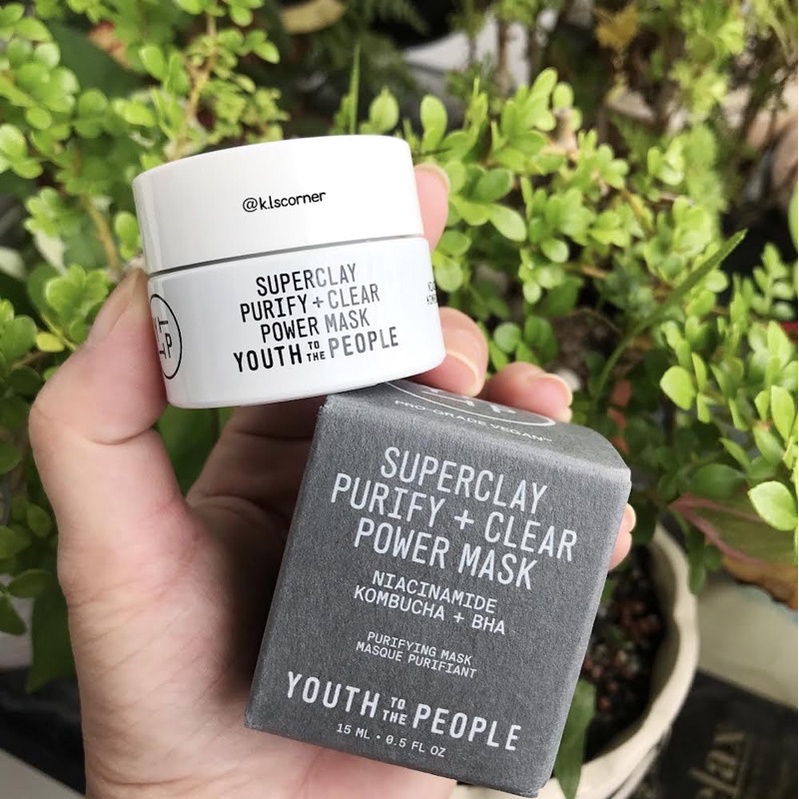 @k.lscorner
SUPERCLAY
PURIFY + CLEAR
POWER MASK
YOUTH TO THE PEOPLE
PRO-GRADE VEGAN®
SUPERCLAY
PURIFY + CLEAR
POWER MASK
NIACINAMIDE
KOMBUCHA + BHA
PURIFYING MASK
MASQUE PURIFIANT
YOUTH TO THE PEOPLE
15 ML • 0.5 FL OZ